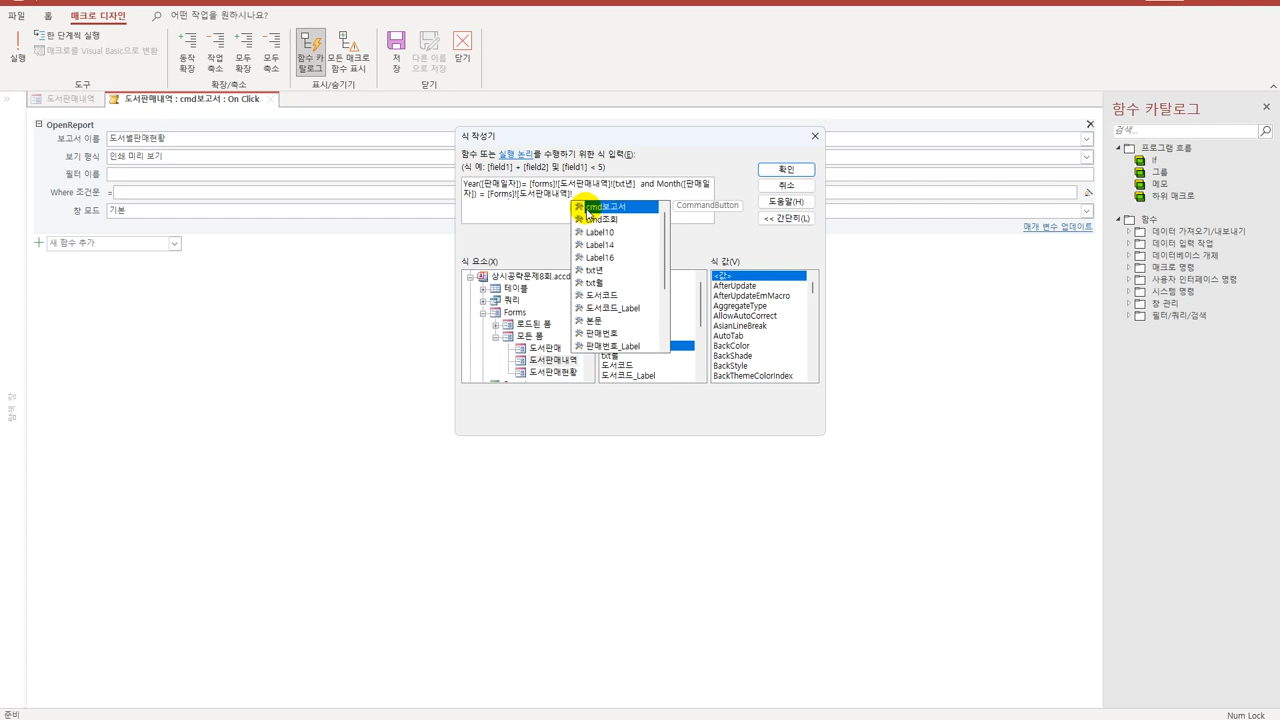 파일 홈 매크로 디자인 어떤 작업을 원하시나요?
실행
한 단계씩 실행
매크로를 Visual Basic으로 변환
도구
동작 확장
작업 축소
모두 확장
모두 축소
확장/축소
함수 카탈로그
모든 매크로 함수 표시
표시/숨기기
저장
다른 이름으로 저장
닫기
닫기
도서판매내역 도서판매내역 : cmd보고서 : On Click
OpenReport
보고서 이름 도서별판매현황
보기 형식 인쇄 미리 보기
필터 이름
Where 조건문 =
창 모드 기본
새 함수 추가
매개 변수 업데이트
식 작성기
함수 또는 실행 논리를 수행하기 위한 식 입력(E):
(식 예: [field1] + [field2] 및 [field1] < 5)
Year([판매일자])= [forms]![도서판매내역]![txt년] and Month([판매일
자]) = [Forms]![도서판매내역]!
확인
취소
도움말(H)
<< 간단히(L)
cmd보고서 CommandButton
cmd조회
Label10
Label14
Label16
txt년
txt월
도서코드
도서코드_Label
본문
판매번호
판매번호_Label
식 요소(X)
상시공략문제8회.accd
테이블
쿼리
Forms
로드된 폼
모든 폼
도서판매
도서판매내역
도서판매현황
txt월
도서코드
도서코드_Label
식 값(V)
<값>
AfterUpdate
AfterUpdateEmMacro
AggregateType
AllowAutoCorrect
AsianLineBreak
AutoTab
BackColor
BackShade
BackStyle
BackThemeColorIndex
함수 카탈로그
검색...
프로그램 흐름
If
그룹
메모
하위 매크로
함수
데이터 가져오기/내보내기
데이터 입력 작업
데이터베이스 개체
매크로 명령
사용자 인터페이스 명령
시스템 명령
창 관리
필터/쿼리/검색
탐색 창
준비
Num Lock